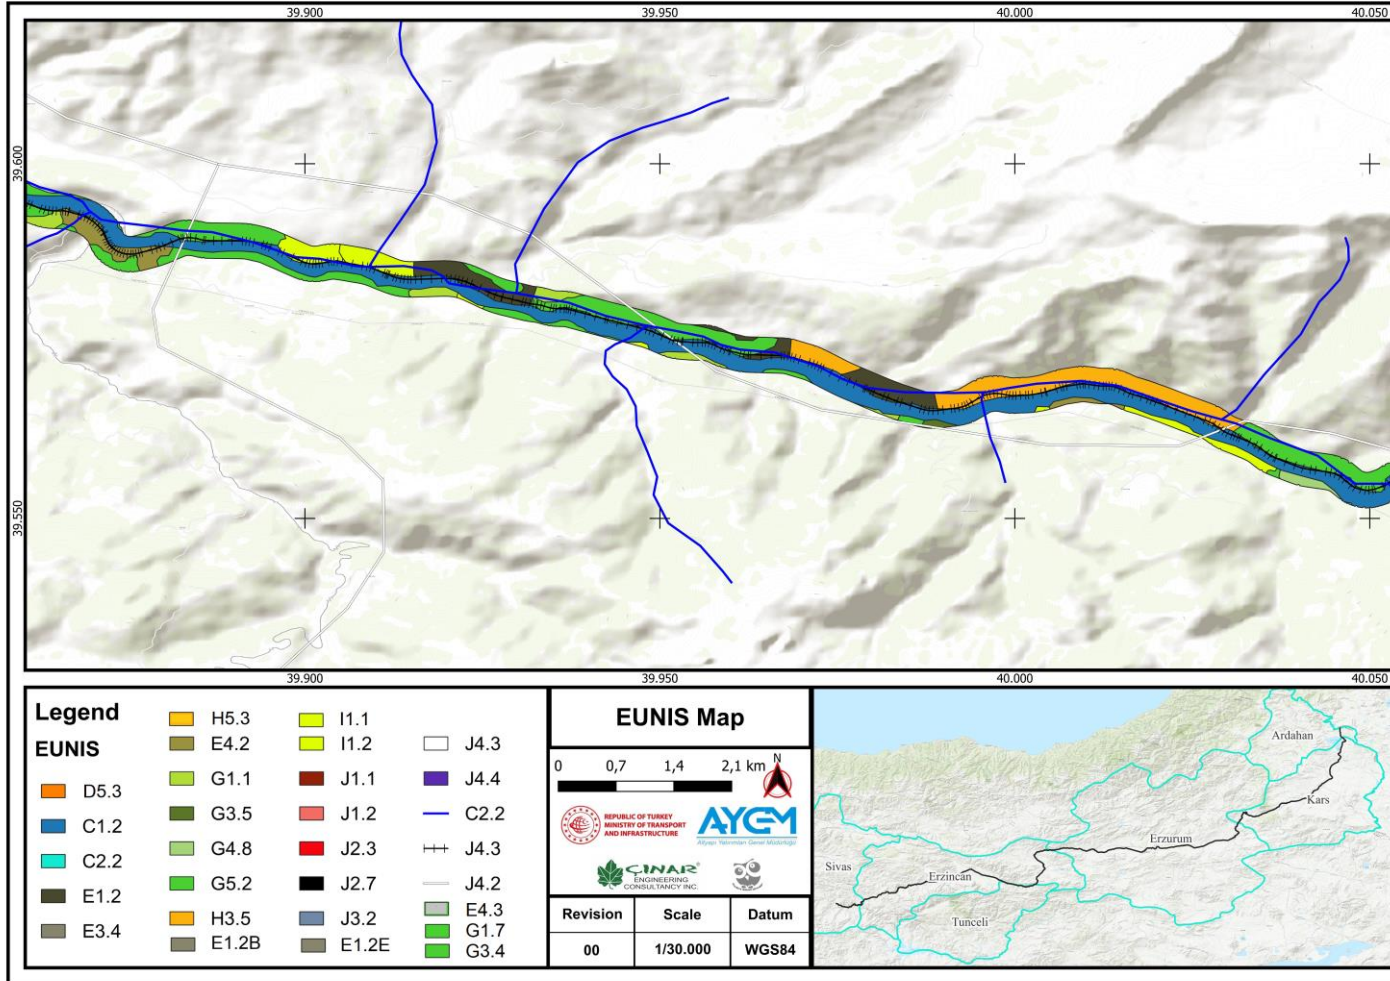 39.900 39.950 40.000 40.050
39.600
39.550
39.900 39.950 40.000 40.050
Legend
EUNIS
D5.3
C1.2
C2.2
E1.2
E3.4
H5.3
E4.2
G1.1
G3.5
G4.8
G5.2
H3.5
E1.2B
I1.1
I1.2
J1.1
J1.2
J2.3
J2.7
J3.2
E1.2E
J4.3
J4.4
C2.2
J4.3
J4.2
E4.3
G1.7
G3.4
EUNIS Map
0 0,7 1,4 2,1 km
N
REPUBLIC OF TURKEY
MINISTRY OF TRANSPORT
AND INFRASTRUCTURE
AYGM
Altyapı Yatırımları Genel Müdürlüğü
ÇINAR
ENGINEERING
CONSULTANCY INC.
Revision Scale Datum
00 1/30.000 WGS84
Ardahan
Kars
Erzurum
Sivas
Erzincan
Tunceli